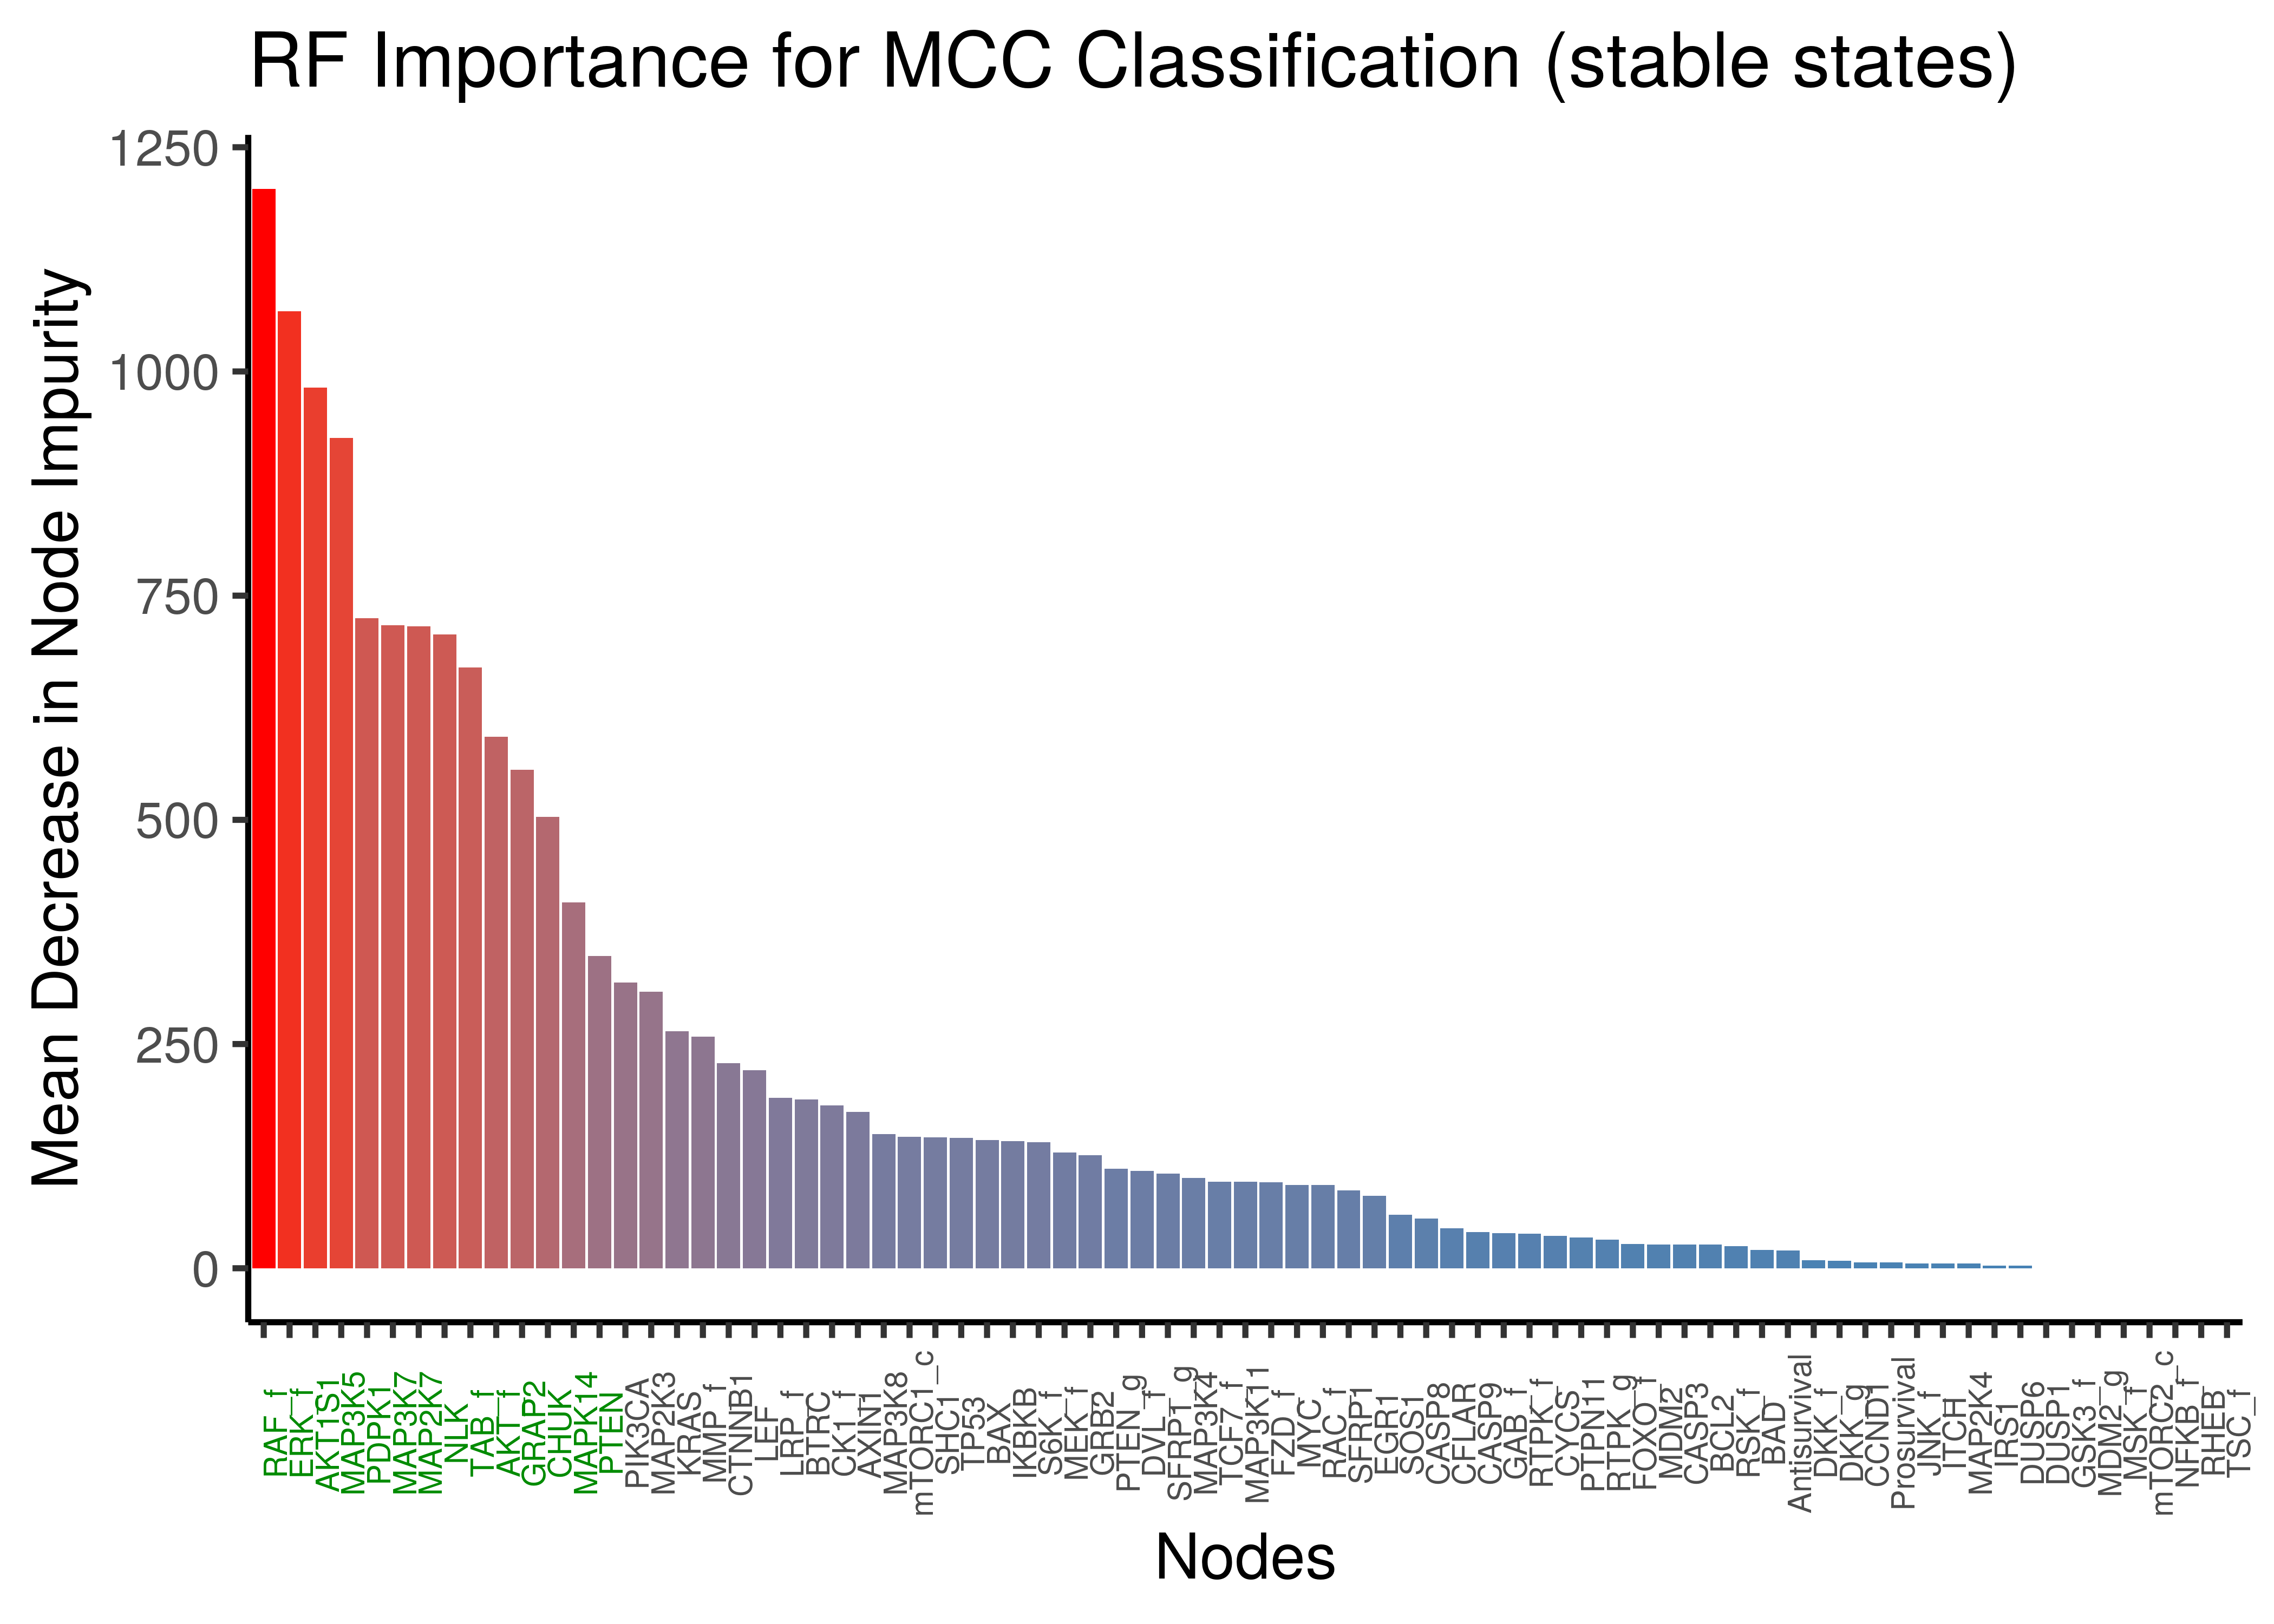 RF Importance for MCC Classification (stable states)
Mean Decrease in Node Impurity
1250
1000
750
500
250
0
RAF_f
ERK_f
AKT1S1
MAP3K5
PDPK1
MAP3K7
MAP2K7
NLK
TAB_f
AKT_f
GRAP2
CHUK
MAPK14
PTEN
PIK3CA
MAP2K3
KRAS
MMP_f
CTNNB1
LEF
LRP_f
BTRC
CK1_f
AXIN1
MAP3K8
mTORC1_c
SHC1
TP53
BAX
IKBKB
S6K_f
MEK_f
GRB2
PTEN_g
DVL_f
SFRP1_g
MAP3K4
TCF7_f
MAP3K11
FZD_f
MYC
RAC_f
SFRP1
EGR1
SOS1
CASP8
CFLAR
CASP9
GAB_f
RTPK_f
CYCS
PTPN11
RTPK_g
FOXO_f
MDM2
CASP3
BCL2
RSK_f
BAD
Antisurvival
DKK_f
DKK_g
CCND1
Prosurvival
JNK_f
ITCH
MAP2K4
IRS1
DUSP6
DUSP1
GSK3_f
MDM2_g
MSK_f
mTORC2_c
NFKB_f
RHEB
TSC_f
Nodes